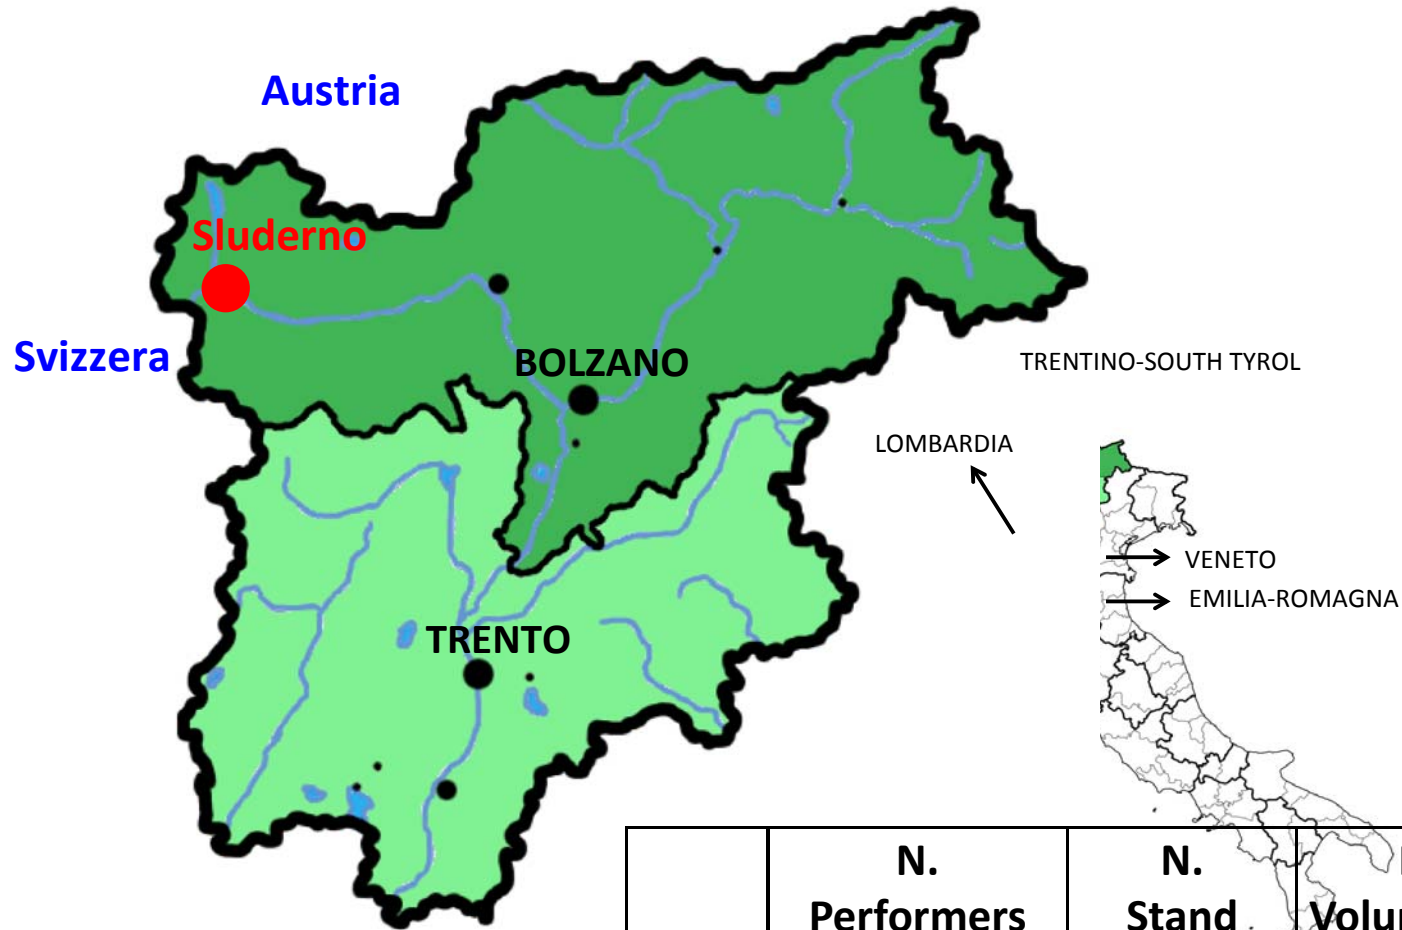 Austria
Sluderno
Svizzera
BOLZANO
TRENTINO-SOUTH TYROL
LOMBARDIA
VENETO
EMILIA-ROMAGNA
TRENTO
N.
Performers
N.
Stand